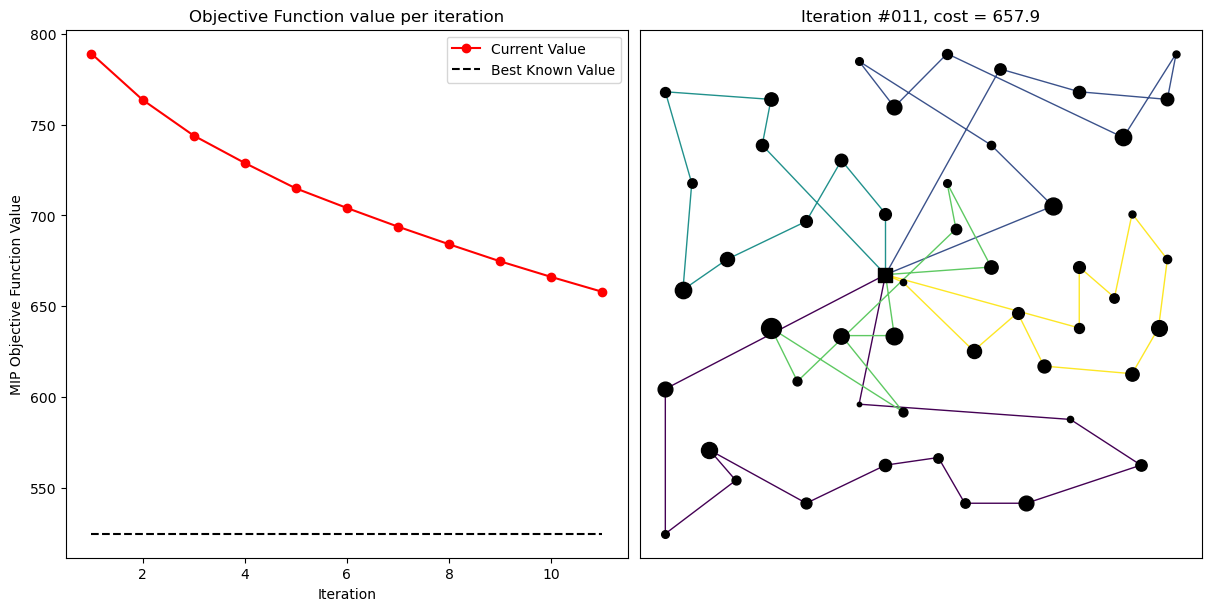 Objective Function value per iteration
Current Value
Best Known Value
MIP Objective Function Value
800
750
700
650
600
550
2 4 6 8 10
Iteration
Iteration #011, cost = 657.9